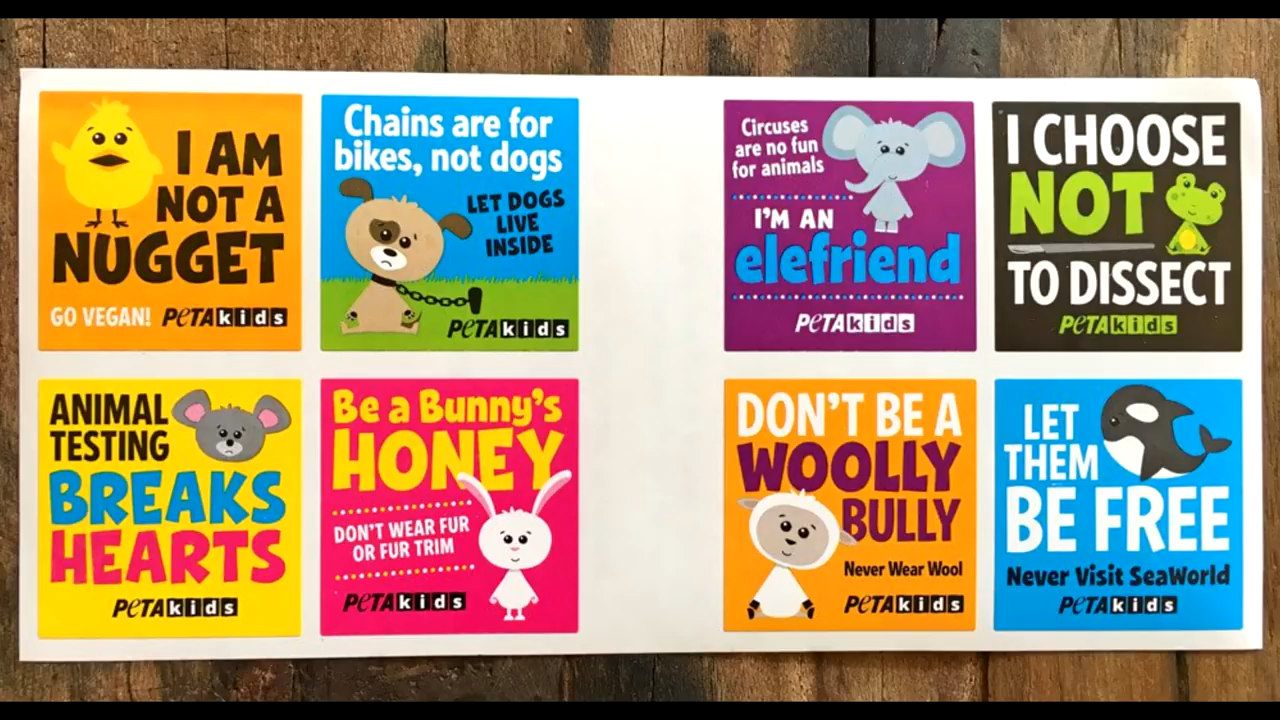 I AM
NOT A
NUGGET
GO VEGAN! PETA kids
Chains are for
bikes, not dogs
LET DOGS
LIVE
INSIDE
PETA kids
Circuses
are no fun
for animals
I'M AN
elefriend
PETA kids
I CHOOSE
NOT
TO DISSECT
PETA kids
ANIMAL
TESTING
BREAKS
HEARTS
PETA kids
Be a Bunny's
HONEY
DON'T WEAR FUR
OR FUR TRIM
PETA kids
DON'T BE A
WOOLLY
BULLY
Never Wear Wool
PETA kids
LET
THEM
BE FREE
Never Visit SeaWorld
PETA kids